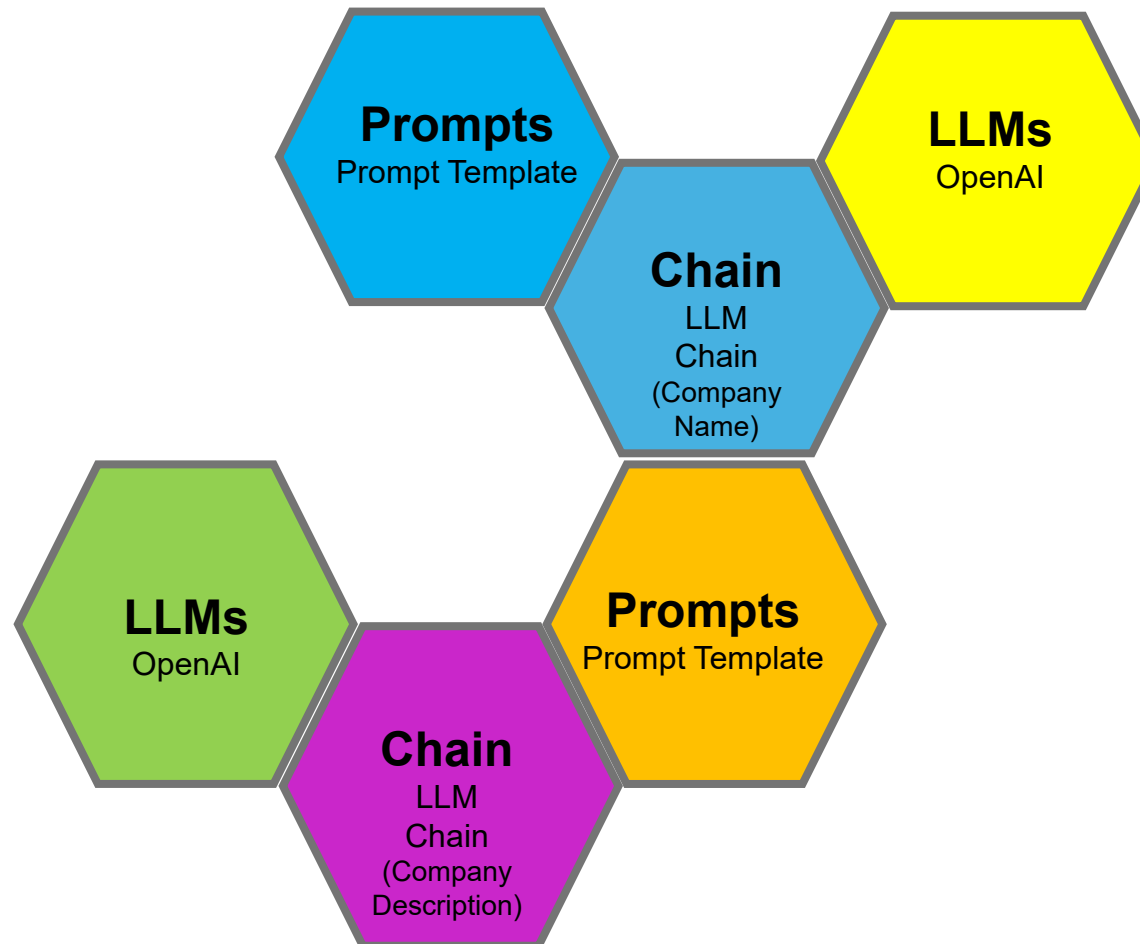 Prompts
Prompt Template
LLMs
OpenAI
Chain
LLM
Chain
(Company
Name)
LLMs
OpenAI
Prompts
Prompt Template
Chain
LLM
Chain
(Company
Description)